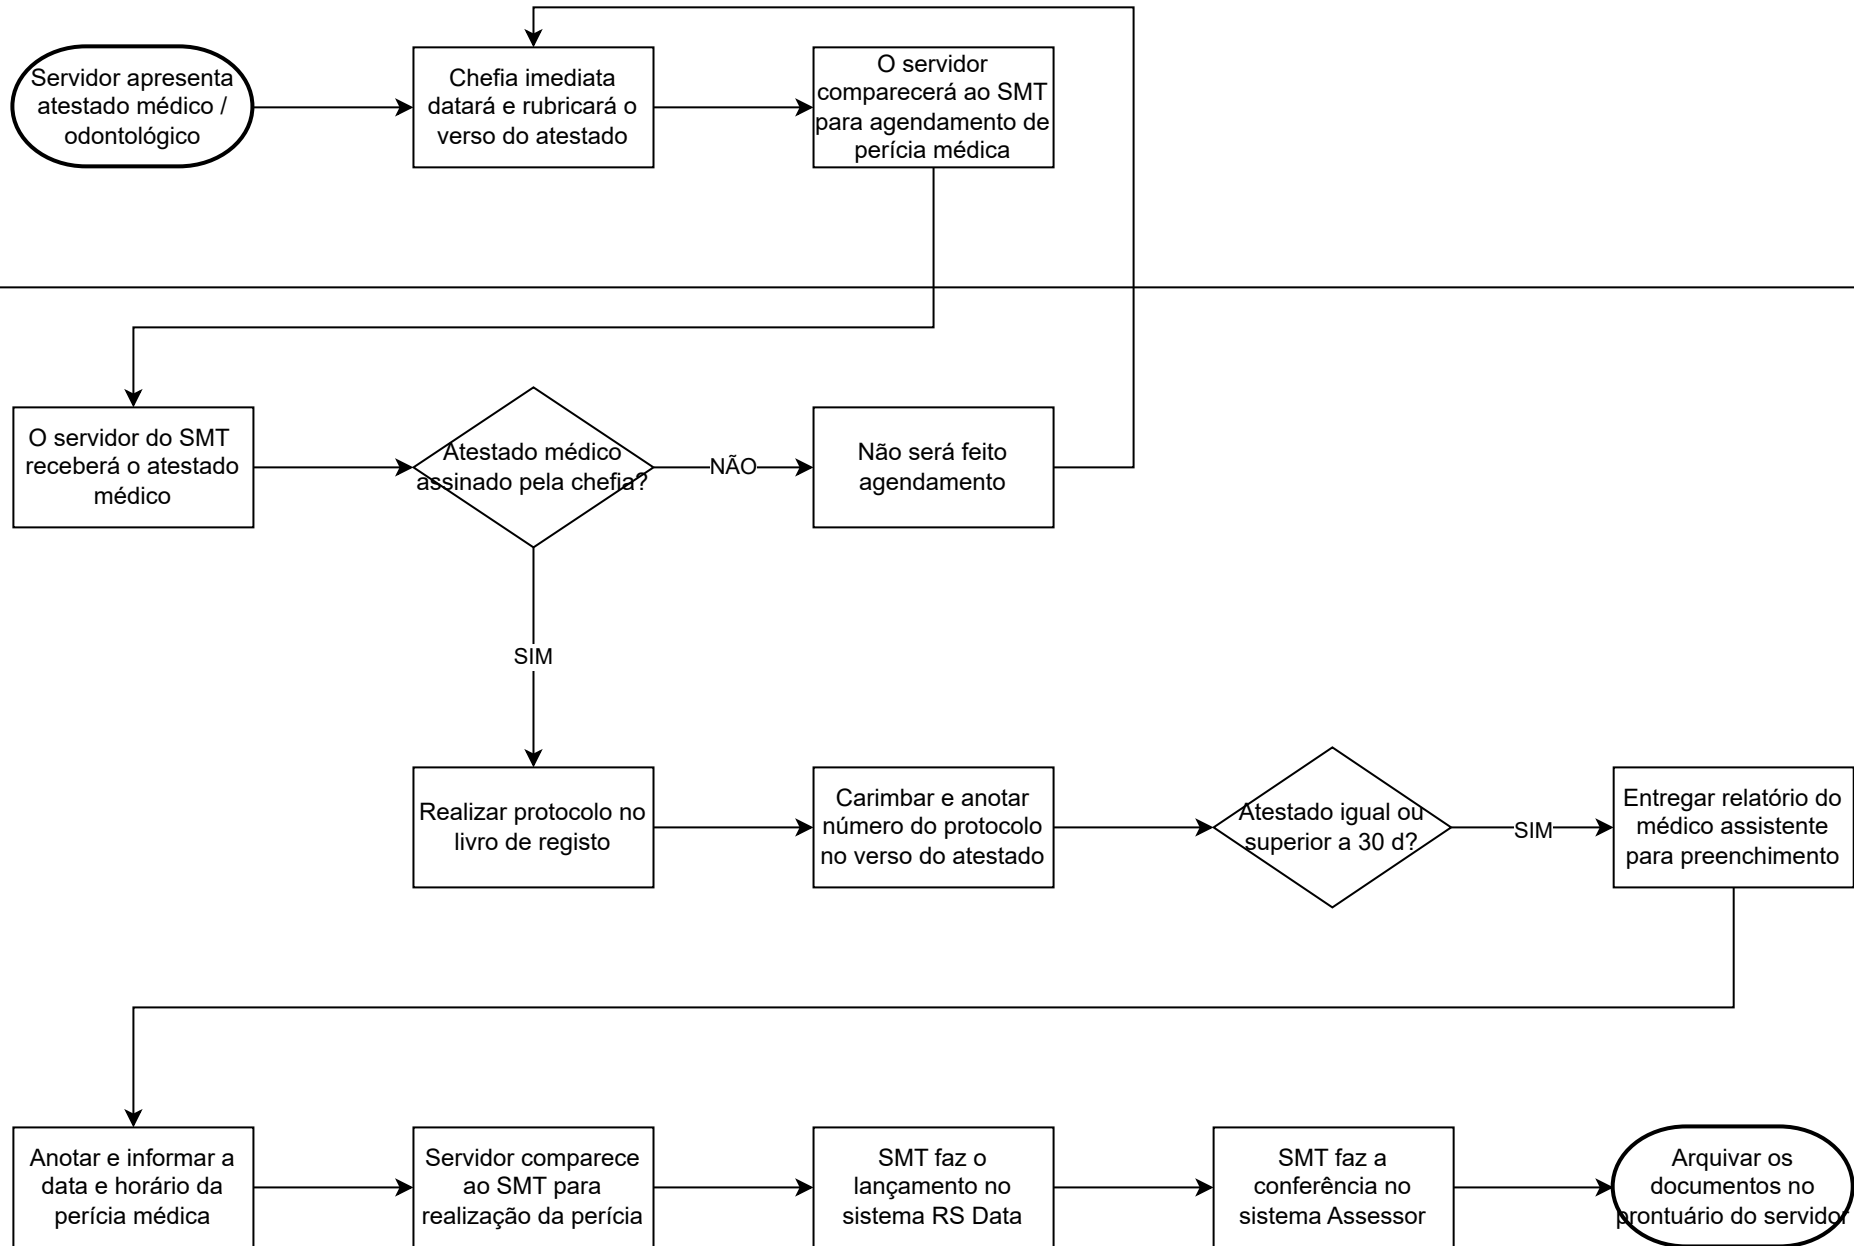 Servidor apresenta
atestado médico /
odontológico
Chefia imediata
datará e rubricará o
verso do atestado
O servidor
comparecerá ao SMT
para agendamento de
perícia médica
O servidor do SMT
receberá o atestado
médico
Atestado médico
assinado pela chefia?
NÃO
Não será feito
agendamento
SIM
Realizar protocolo no
livro de registo
Carimbar e anotar
número do protocolo
no verso do atestado
Atestado igual ou
superior a 30 d?
SIM
Entregar relatório do
médico assistente
para preenchimento
Anotar e informar a
data e horário da
perícia médica
Servidor comparece
ao SMT para
realização da perícia
SMT faz o
lançamento no
sistema RS Data
SMT faz a
conferência no
sistema Assessor
Arquivar os
documentos no
prontuário do servidor